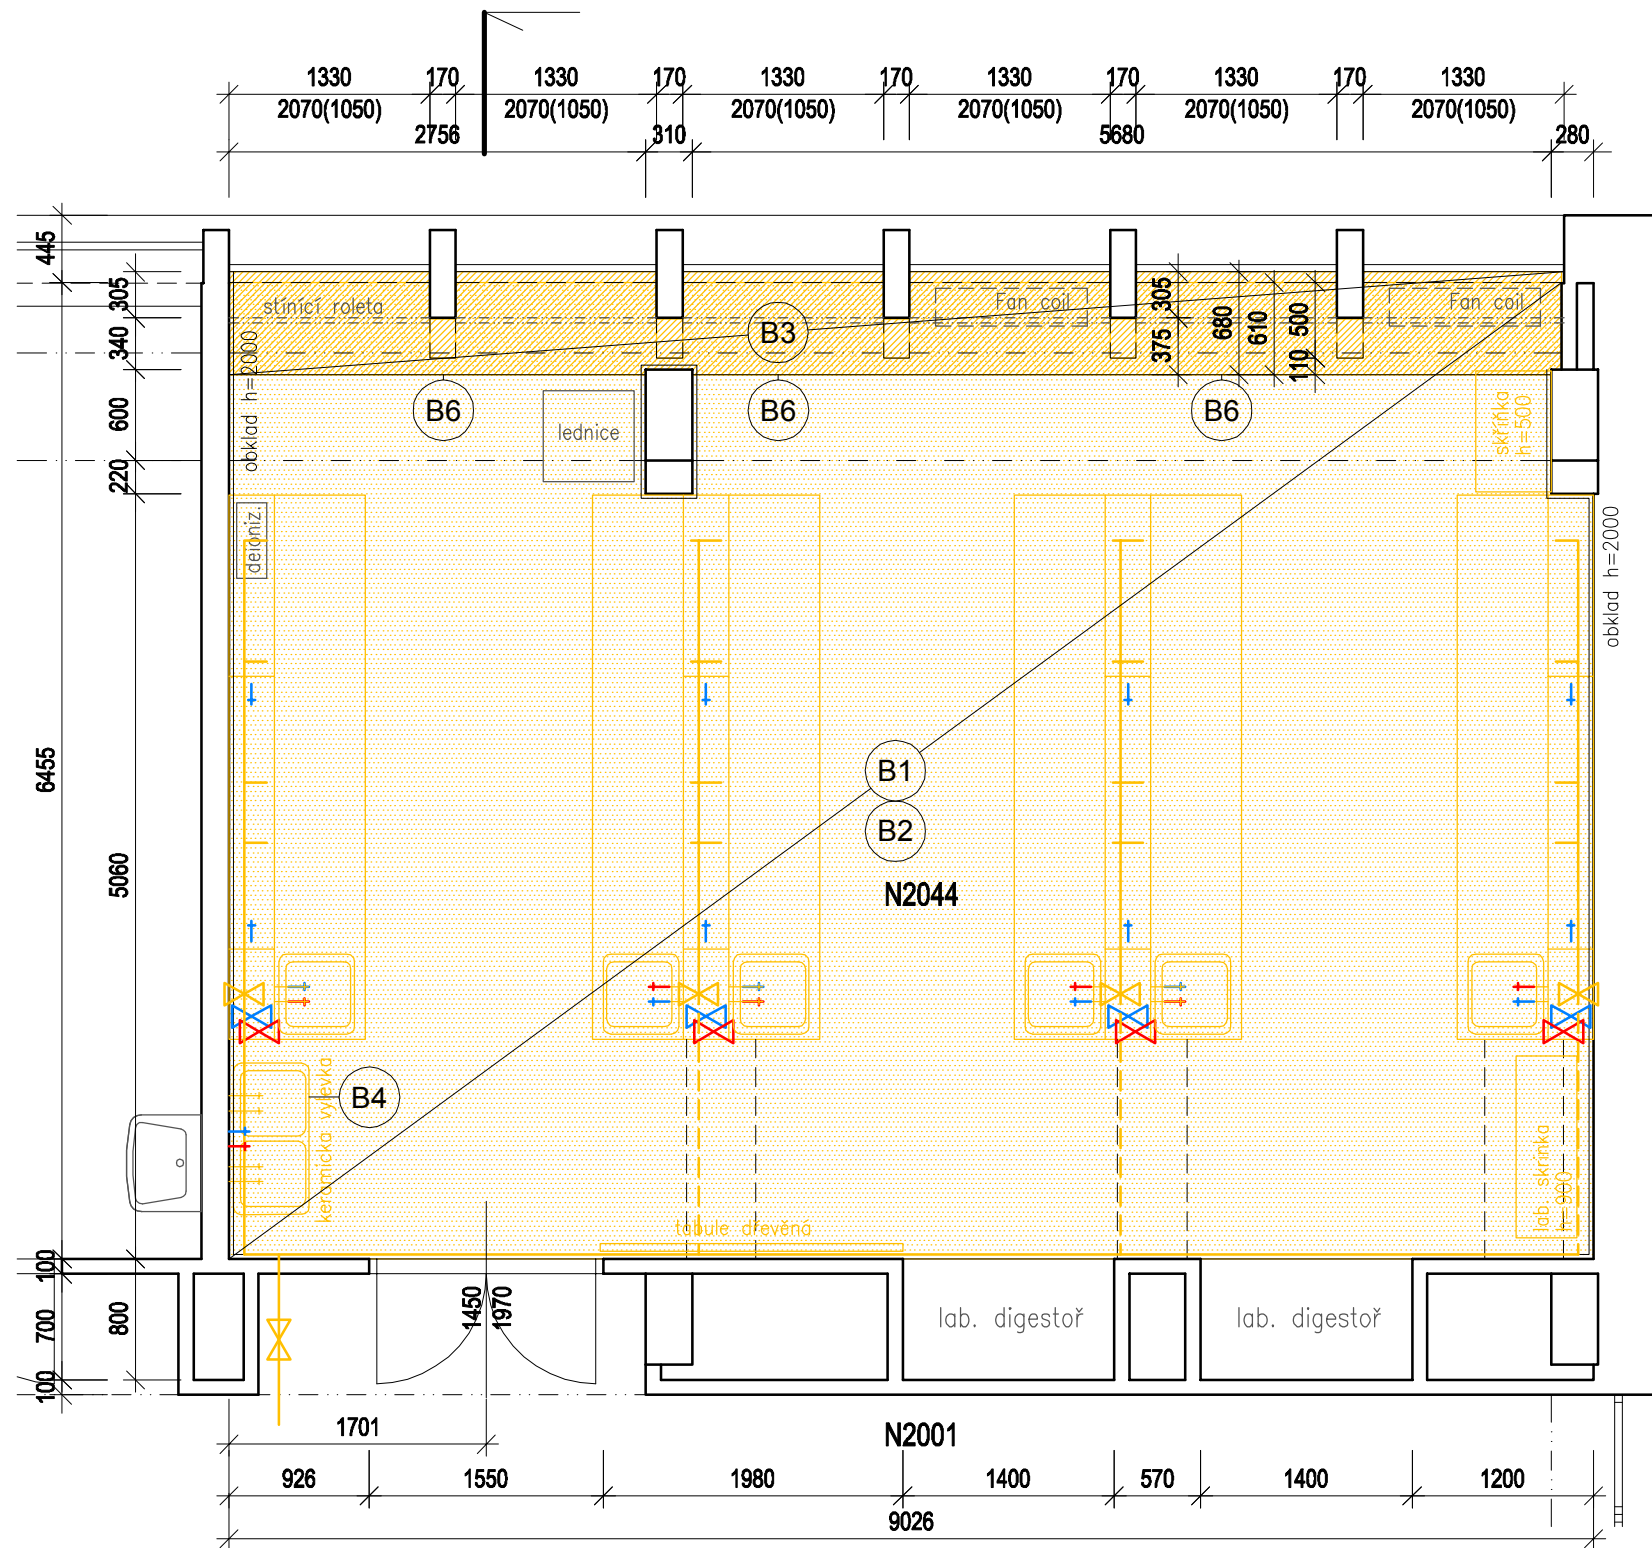 1330 170 1330 170 1330 170 1330 170 1330 170 1330
2070(1050) 2070(1050) 2070(1050) 2070(1050) 2070(1050) 2070(1050)
2756 310 5680 280
445
305
340
600
220
6455
5060
100
700
100
800
stínící roleta
Fan coil
Fan coil
B3
305
375
680
610
500
110
obklad h=2000
B6
B6
B6
lednice
skříňka
h=500
deioniz.
obklad h=2000
B1
B2
N2044
B4
keramická výlevka
tabule dřevěná
lab skříňka
h=900
1450
1970
lab. digestoř
lab. digestoř
1701
N2001
926 1550 1980 1400 570 1400 1200
9026